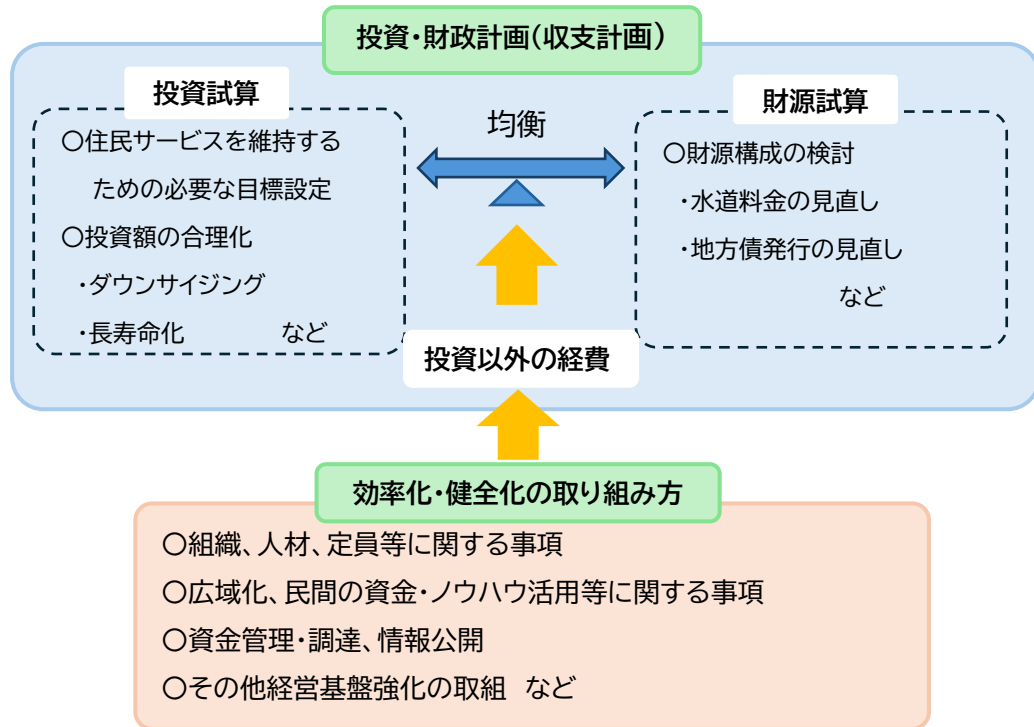 投資・財政計画(収支計画)
投資試算
〇住民サービスを維持する
ための必要な目標設定
〇投資額の合理化
・ダウンサイジング
・長寿命化 など
均衡
財源試算
〇財源構成の検討
・水道料金の見直し
・地方債発行の見直し
など
投資以外の経費
効率化・健全化の取り組み方
〇組織、人材、定員等に関する事項
〇広域化、民間の資金・ノウハウ活用等に関する事項
〇資金管理・調達、情報公開
〇その他経営基盤強化の取組 など